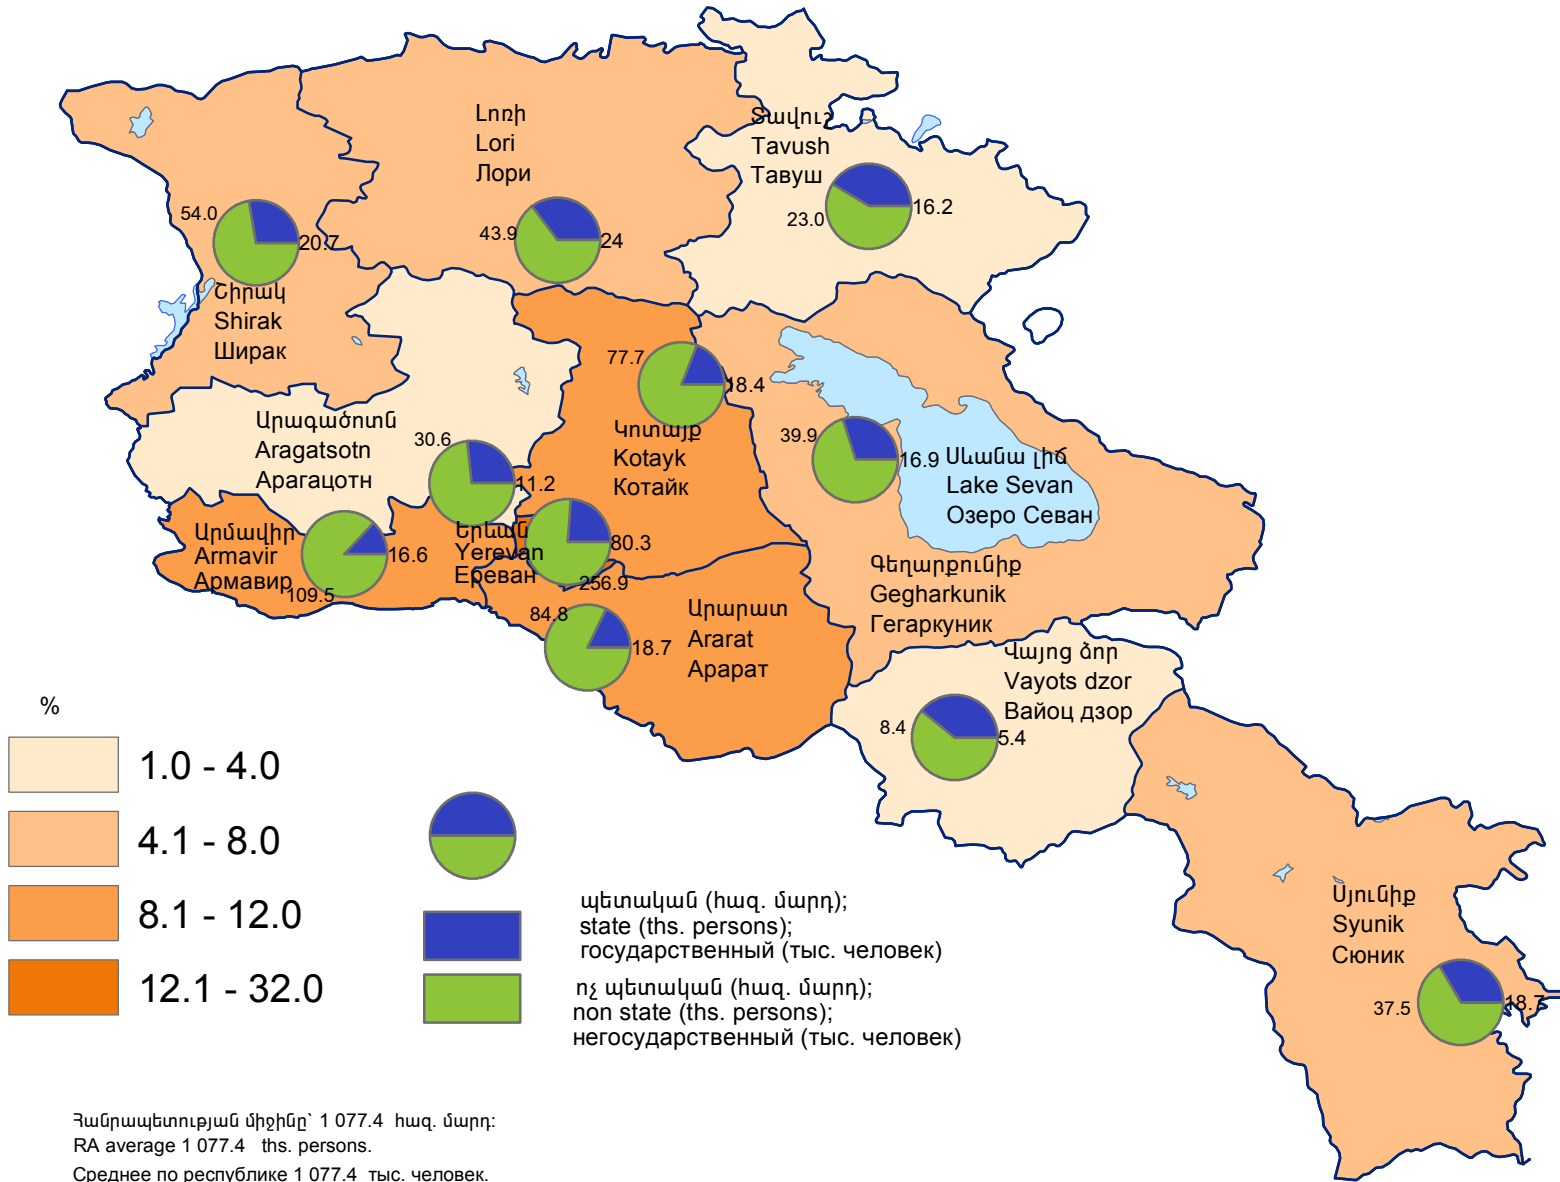 Լոռի
Lori
Лори
43.9
24
Տավուշ
Tavush
Тавуш
23.0
16.2
54.0
20.7
Շիրակ
Shirak
Ширак
77.7
18.4
Կոտայք
Kotayk
Котайк
Արագածոտն
Aragatsotn
Арагацотн
30.6
11.2
39.9
16.9
Սևանա լիճ
Lake Sevan
Озеро Севан
Արմավիր
Armavir
Армавир
109.5
16.6
Երևան
Yerevan
Ереван
80.3
256.9
Գեղարքունիք
Gegharkunik
Гегаркуник
84.8
18.7
Արարատ
Ararat
Арарат
Վայոց ձոր
Vayots dzor
Вайоц дзор
8.4
5.4
Սյունիք
Syunik
Сюник
37.5
18.7
%
1.0 - 4.0
4.1 - 8.0
8.1 - 12.0
12.1 - 32.0
պետական (հազ. մարդ);
state (ths. persons);
государственный (тыс. человек)
ոչ պետական (հազ. մարդ);
non state (ths. persons);
негосударственный (тыс. человек)
Հանրապետության միջինը` 1 077.4 հազ. մարդ:
RA average 1 077.4 ths. persons.
Среднее по республике 1 077.4 тыс. человек.